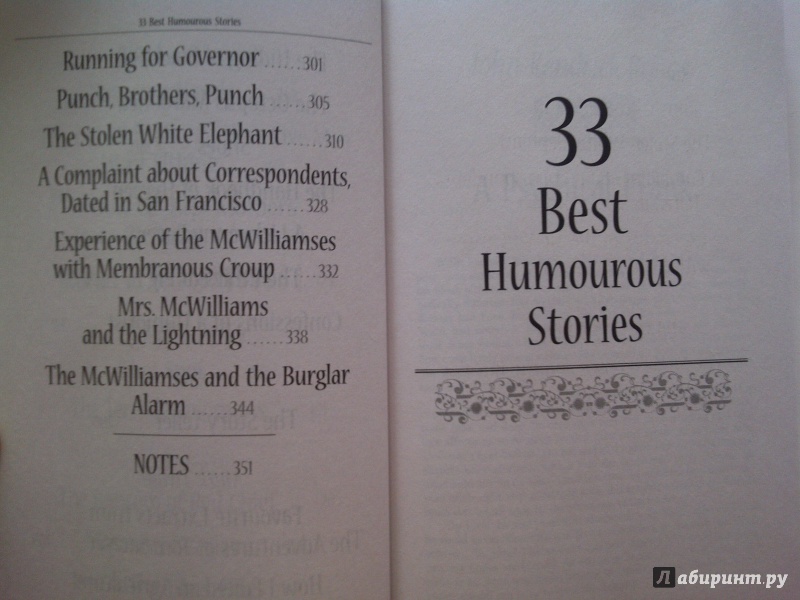 33 Best Humourous Stories
Running for Governor ......301
Punch, Brothers, Punch ......305
The Stolen White Elephant ......310
A Complaint about Correspondents,
Dated in San Francisco ......328
Experience of the McWilliamses
with Membranous Croup ......332
Mrs. McWilliams
and the Lightning ......338
The McWilliamses and the Burglar
Alarm ......344
NOTES ......351
33
Best
Humourous
Stories
Лабиринт.ру